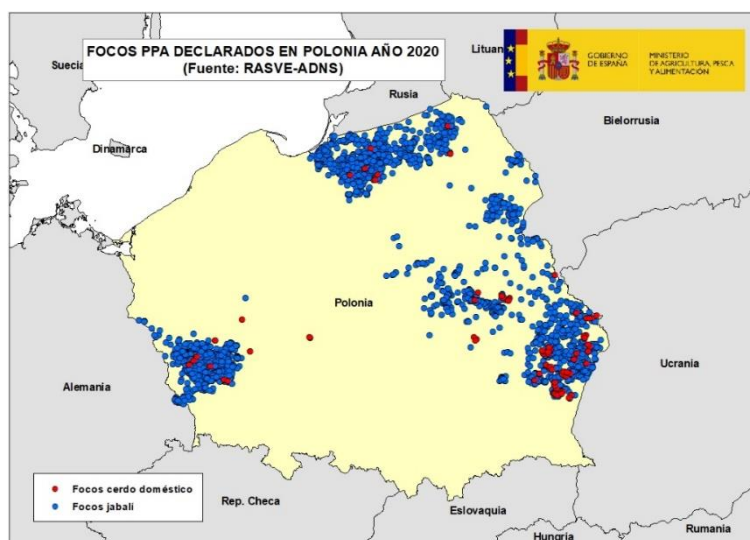 FOCOS PPA DECLARADOS EN POLONIA AÑO 2020
(Fuente: RASVE-ADNS)
GOBIERNO
DE ESPAÑA
MINISTERIO
DE AGRICULTURA, PESCA
Y ALIMENTACIÓN
Suecia
Lituan
Rusia
Dinamarca
Bielorrusia
Polonia
Alemania
Ucrania
Focos cerdo doméstico
Focos jabalí
Rep. Checa
Eslovaquia
Hungría
Rumania